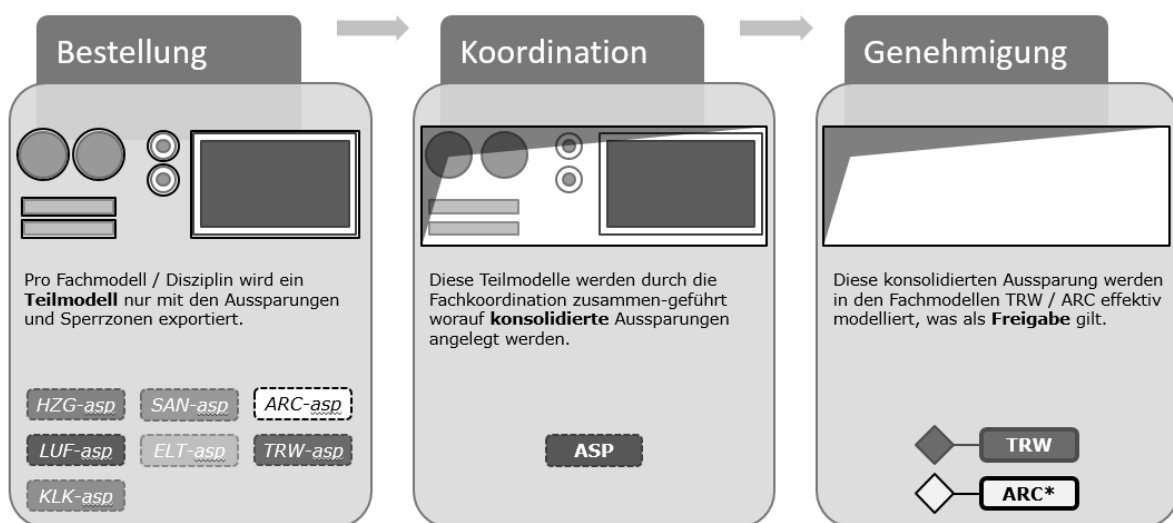 Bestellung
Pro Fachmodell / Disziplin wird ein
Teilmodell nur mit den Aussparungen
und Sperrzonen exportiert.
HZG-asp
SAN-asp
ARC-asp
LUF-asp
ELT-asp
TRW-asp
KLK-asp
Koordination
Diese Teilmodelle werden durch die
Fachkoordination zusammen-geführt
worauf konsolidierte Aussparungen
angelegt werden.
ASP
Genehmigung
Diese konsolidierten Aussparung werden
in den Fachmodellen TRW / ARC effektiv
modelliert, was als Freigabe gilt.
TRW
ARC*